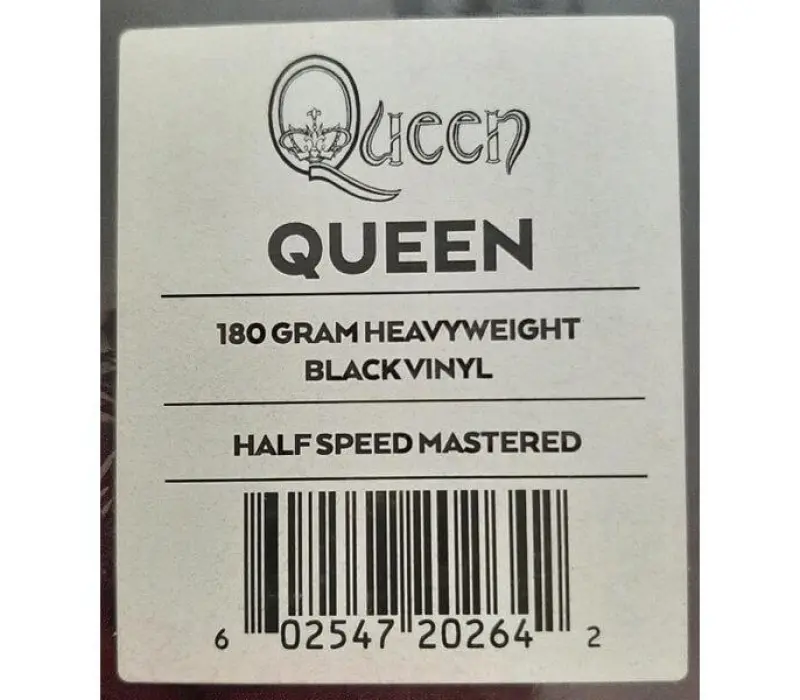 Queen
QUEEN
180 GRAM HEAVYWEIGHT
BLACK VINYL
HALF SPEED MASTERED
6 02547 20264 2